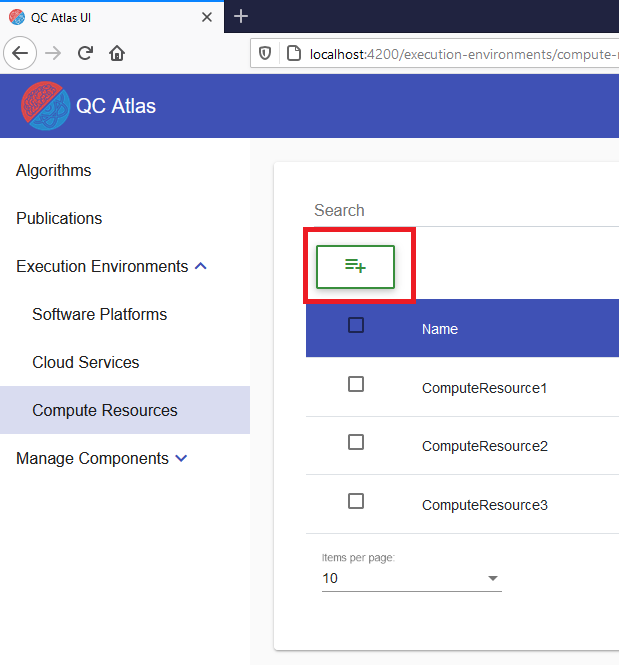 QC Atlas UI
localhost:4200/execution-environments/compute-
QC Atlas
Algorithms
Publications
Execution Environments
Software Platforms
Cloud Services
Compute Resources
Manage Components
Search
Name
ComputeResource1
ComputeResource2
ComputeResource3
Items per page:
10